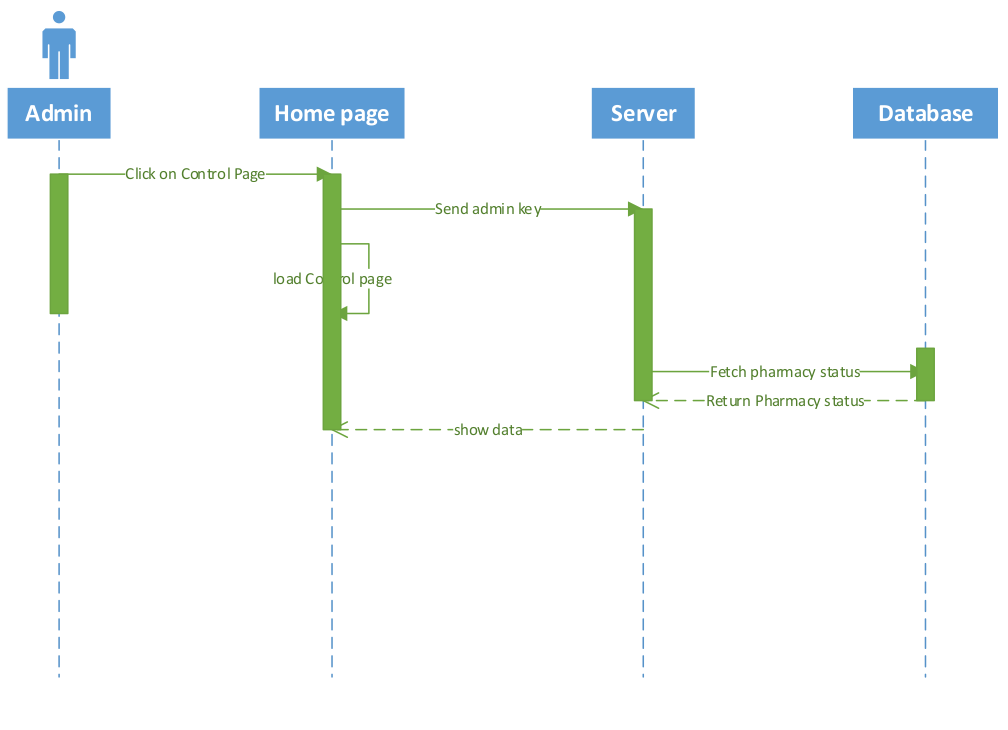 Admin
Home page
Server
Database
Click on Control Page
Send admin key
load Control page
Fetch pharmacy status
Return Pharmacy status
show data